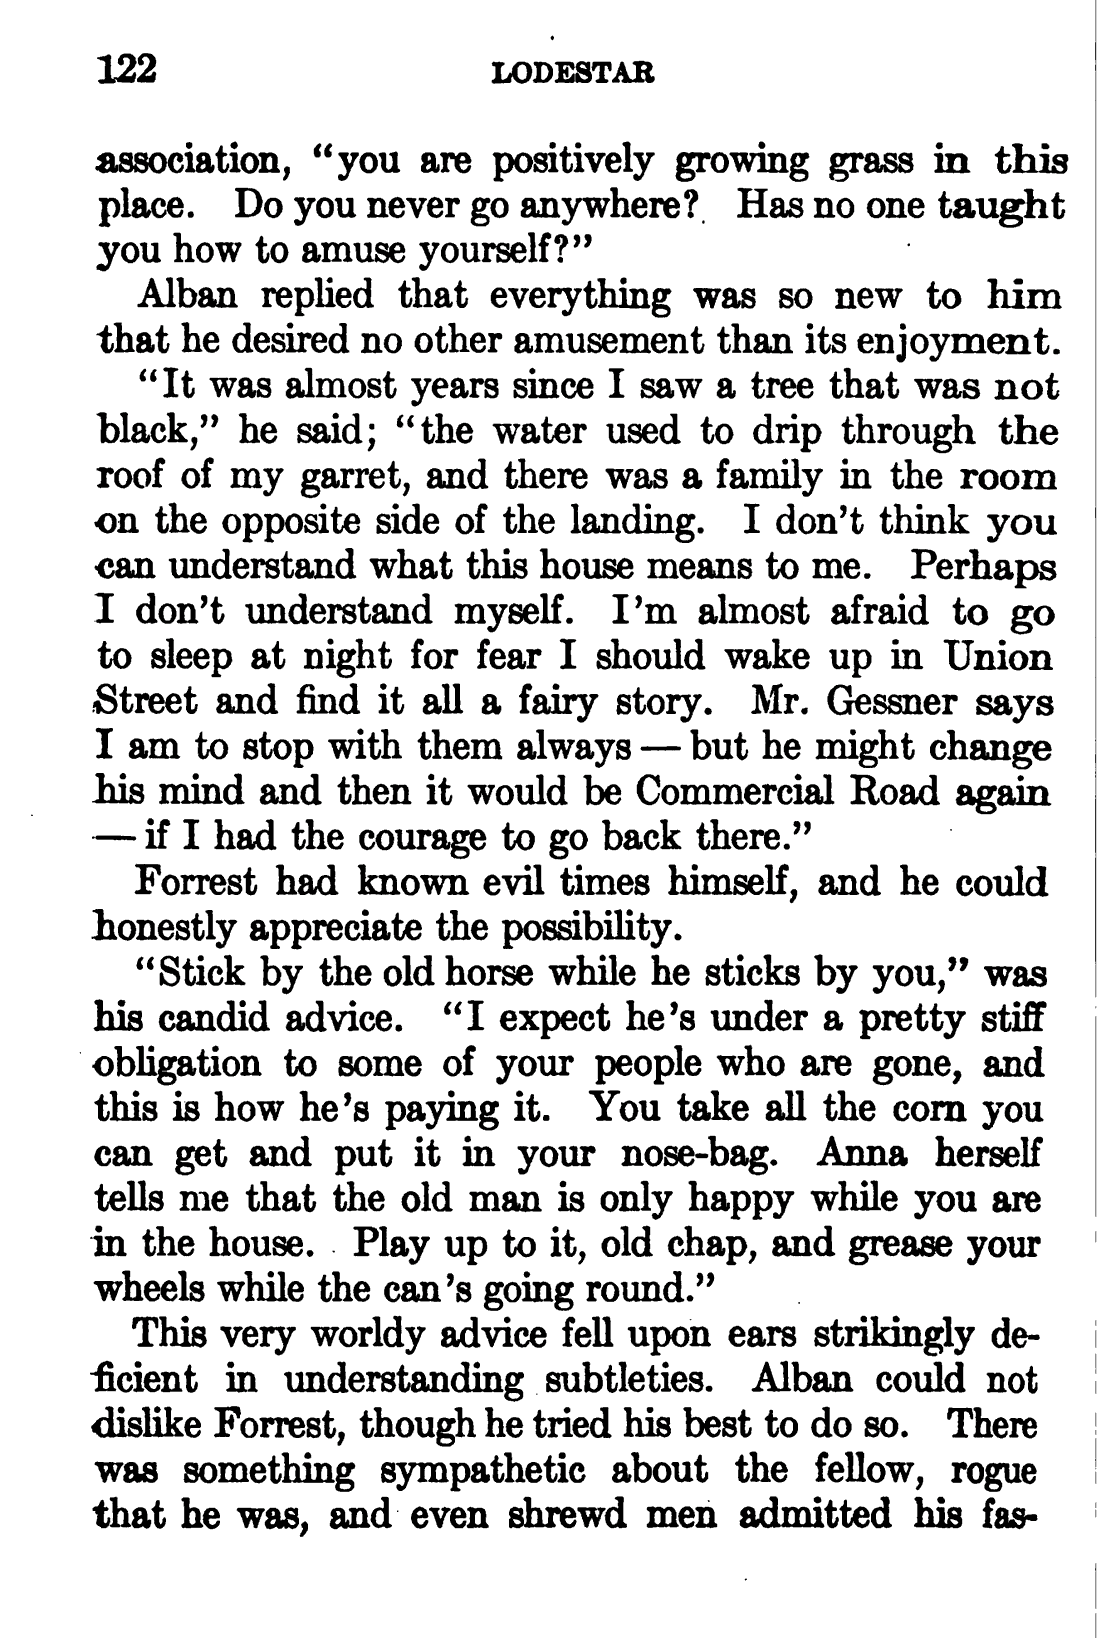 122 LODESTAR
association, “you are positively growing grass in this
place. Do you never go anywhere? Has no one taught
you how to amuse yourself?”
Alban replied that everything was so new to him
that he desired no other amusement than its enjoyment.
“It was almost years since I saw a tree that was not
black,” he said; “the water used to drip through the
roof of my garret, and there was a family in the room
on the opposite side of the landing. I don’t think you
can understand what this house means to me. Perhaps
I don’t understand myself. I’m almost afraid to go
to sleep at night for fear I should wake up in Union
Street and find it all a fairy story. Mr. Gessner says
I am to stop with them always — but he might change
his mind and then it would be Commercial Road again
— if I had the courage to go back there.”
Forrest had known evil times himself, and he could
honestly appreciate the possibility.
“Stick by the old horse while he sticks by you,” was
his candid advice. “I expect he’s under a pretty stiff
obligation to some of your people who are gone, and
this is how he’s paying it. You take all the corn you
can get and put it in your nose-bag. Anna herself
tells me that the old man is only happy while you are
in the house. Play up to it, old chap, and grease your
wheels while the can’s going round.”
This very worldy advice fell upon ears strikingly de-
ficient in understanding subtleties. Alban could not
dislike Forrest, though he tried his best to do so. There
was something sympathetic about the fellow, rogue
that he was, and even shrewd men admitted his fas-